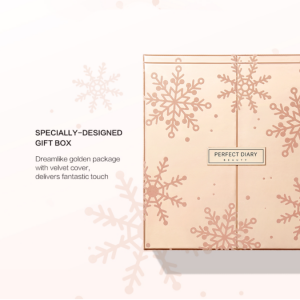 SPECIALLY-DESIGNED
GIFT BOX
Dreamlike golden package
with velvet cover,
delivers fantastic touch
PERFECT DIARY
BEAUTY